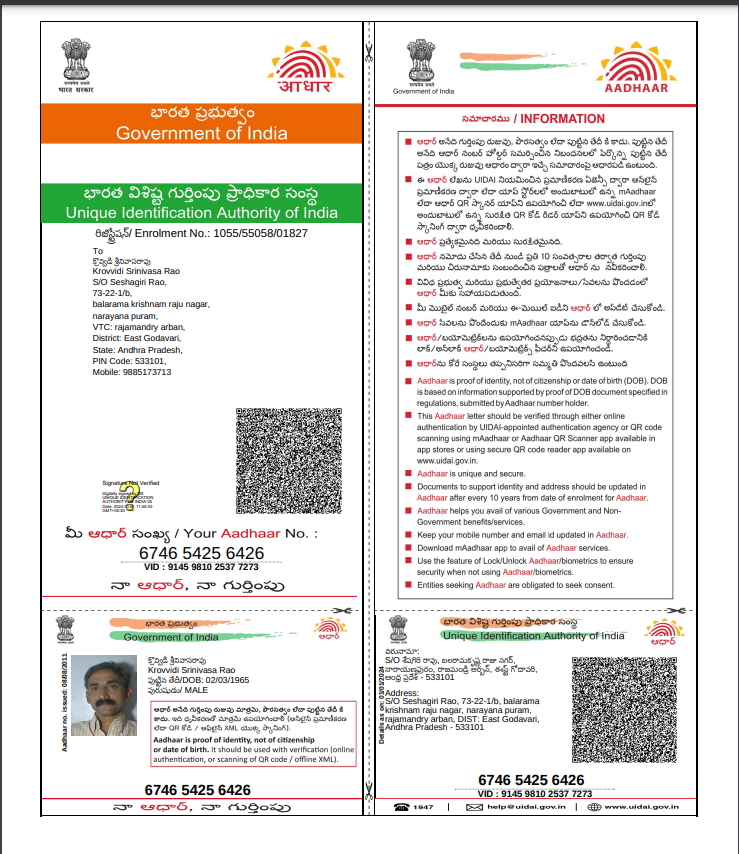 सत्यमेव जयते
भारत सरकार
आधार
భారత ప్రభుత్వం
Government of India
భారత విశిష్ట గుర్తింపు ప్రాధికార సంస్థ
Unique Identification Authority of India
రిజిస్ట్రేషన్/ Enrolment No.: 1055/55058/01827
To
క్రొవ్విడి శ్రీనివాసరావు
Krovvidi Srinivasa Rao
S/O Seshagiri Rao,
73-22-1/b,
balarama krishnam raju nagar,
narayana puram,
VTC: rajamandry arban,
District: East Godavari,
State: Andhra Pradesh,
PIN Code: 533101,
Mobile: 9885173713
Signature Not Verified
మీ ఆధార్ సంఖ్య / Your Aadhaar No. :
6746 5425 6426
VID : 9145 9810 2537 7273
నా ఆధార్, నా గుర్తింపు
Government of India
AADHAAR
సమాచారము / INFORMATION
ఆధార్ అనేది గుర్తింపు రుజువు, పౌరసత్వం లేదా పుట్టిన తేదీ కి కాదు. పుట్టిన తేదీ
అనేది ఆధార్ నంబర్ హోల్డర్ సమర్పించిన నిబంధనలలో పేర్కొన్న పుట్టిన తేదీ
పత్రం యొక్క రుజువు ఆధారం ద్వారా ఇచ్చే సమాచారంపై ఆధారపడి ఉంటుంది.
ఈ ఆధార్ లేఖను UIDAI నియమించిన ప్రమాణీకరణ ఏజెన్సీ ద్వారా ఆన్‌లైన్
ప్రమాణీకరణ ద్వారా లేదా యాప్ స్టోర్‌లలో అందుబాటులో ఉన్న mAadhaar
లేదా ఆధార్ QR స్కానర్ యాప్‌ని ఉపయోగించి లేదా www.uidai.gov.inలో
అందుబాటులో ఉన్న సురక్షిత QR కోడ్ రీడర్ యాప్‌ని ఉపయోగించి QR కోడ్
స్కానింగ్ ద్వారా ధృవీకరించాలి.
ఆధార్ ప్రత్యేకమైనది మరియు సురక్షితమైనది.
ఆధార్ నమోదు చేసిన తేదీ నుండి ప్రతి 10 సంవత్సరాల తర్వాత గుర్తింపు
మరియు చిరునామాకు సంబంధించిన పత్రాలతో ఆధార్ ను నవీకరించాలి.
వివిధ ప్రభుత్వ మరియు ప్రభుత్వేతర ప్రయోజనాలు/సేవలను పొందడంలో
ఆధార్ మీకు సహాయపడుతుంది.
మీ మొబైల్ నంబర్ మరియు ఈ-మెయిల్ ఐడిని ఆధార్ లో అప్‌డేట్ చేసుకోండి.
ఆధార్ సేవలను పొందేందుకు mAadhaar యాప్‌ను డౌన్‌లోడ్ చేసుకోండి.
ఆధార్/బయోమెట్రిక్‌లను ఉపయోగించనప్పుడు భద్రతను నిర్ధారించడానికి
లాక్/అన్‌లాక్ ఆధార్/బయోమెట్రిక్స్ ఫీచర్‌ని ఉపయోగించండి.
ఆధార్‌ను కోరే సంస్థలు తప్పనిసరిగా సమ్మతి పొందవలసి ఉంటుంది
Aadhaar is proof of identity, not of citizenship or date of birth (DOB). DOB
is based on information supported by proof of DOB document specified in
regulations, submitted by Aadhaar number holder.
This Aadhaar letter should be verified through either online
authentication by UIDAI-appointed authentication agency or QR code
scanning using mAadhaar or Aadhaar QR Scanner app available in
app stores or using secure QR code reader app available on
www.uidai.gov.in.
Aadhaar is unique and secure.
Documents to support identity and address should be updated in
Aadhaar after every 10 years from date of enrolment for Aadhaar.
Aadhaar helps you avail of various Government and Non-
Government benefits/services.
Keep your mobile number and email id updated in Aadhaar.
Download mAadhaar app to avail of Aadhaar services.
Use the feature of Lock/Unlock Aadhaar/biometrics to ensure
security when not using Aadhaar/biometrics.
Entities seeking Aadhaar are obligated to seek consent.
భారత ప్రభుత్వం
Government of India
ఆధార్
Aadhaar no. issued: 08/08/2011
క్రొవ్విడి శ్రీనివాసరావు
Krovvidi Srinivasa Rao
పుట్టిన తేదీ/DOB: 02/03/1965
పురుషుడు/ MALE
ఆధార్ అనేది గుర్తింపు రుజువు మాత్రమే, పౌరసత్వం లేదా పుట్టిన తేదీ కి
కాదు. ఇది ధృవీకరణతో మాత్రమే ఉపయోగించాలి (ఆన్‌లైన్ ప్రమాణీకరణ
లేదా QR కోడ్ / ఆఫ్‌లైన్ XML యొక్క స్కానింగ్).
Aadhaar is proof of identity, not of citizenship
or date of birth. It should be used with verification (online
authentication, or scanning of QR code / offline XML).
6746 5425 6426
నా ఆధార్, నా గుర్తింపు
భారత విశిష్ట గుర్తింపు ప్రాధికార సంస్థ
Unique Identification Authority of India
ఆధార్
చిరునామా:
S/O శేషగిరి రావు, బలరామకృష్ణ రాజు నగర్,
నారాయణపురం, రాజమండ్రి అర్బన్, ఈస్ట్ గోదావరి,
ఆంధ్ర ప్రదేశ్ - 533101
Address:
S/O Seshagiri Rao, 73-22-1/b, balarama
krishnam raju nagar, narayana puram,
rajamandry arban, DIST: East Godavari,
Andhra Pradesh - 533101
6746 5425 6426
VID : 9145 9810 2537 7273
1947
help@uidai.gov.in
www.uidai.gov.in